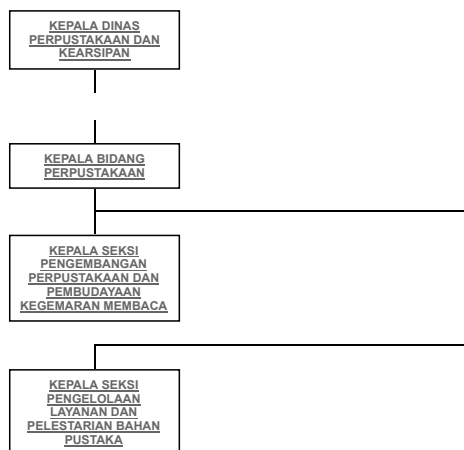 KEPALA DINAS
PERPUSTAKAAN DAN
KEARSIPAN
KEPALA BIDANG
PERPUSTAKAAN
KEPALA SEKSI
PENGEMBANGAN
PERPUSTAKAAN DAN
PEMBUDAYAAN
KEGEMARAN MEMBACA
KEPALA SEKSI
PENGELOLAAN
LAYANAN DAN
PELESTARIAN BAHAN
PUSTAKA